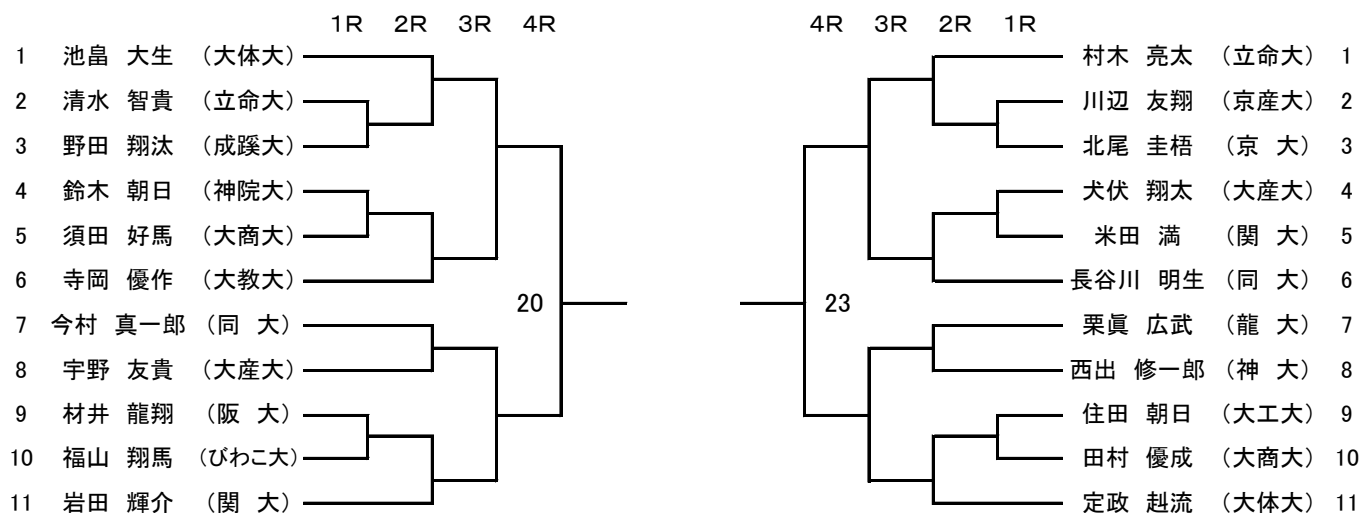 1R 2R 3R 4R 4R 3R 2R 1R
1 池畠 大生 （大体大） 村木 亮太 （立命大） 1
2 清水 智貴 （立命大） 川辺 友翔 （京産大） 2
3 野田 翔汰 （成蹊大） 北尾 圭梧 （京 大） 3
4 鈴木 朝日 （神院大） 犬伏 翔太 （大産大） 4
5 須田 好馬 （大商大） 米田 満 （関 大） 5
6 寺岡 優作 （大教大） 長谷川 明生 （同 大） 6
20 23
7 今村 真一郎 （同 大） 栗眞 広武 （龍 大） 7
8 宇野 友貴 （大産大） 西出 修一郎 （神 大） 8
9 材井 龍翔 （阪 大） 住田 朝日 （大工大） 9
10 福山 翔馬 （びわこ大） 田村 優成 （大商大） 10
11 岩田 輝介 （関 大） 定政 赳流 （大体大） 11